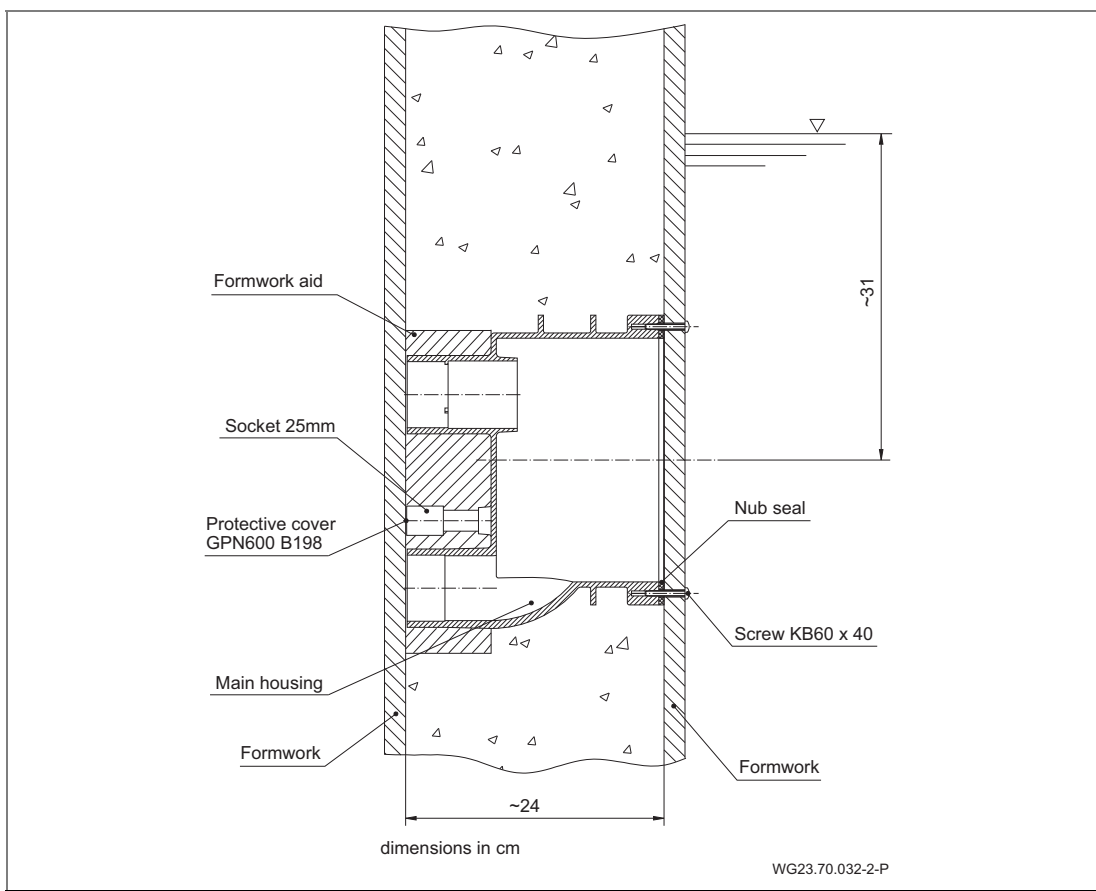 ~31
Formwork aid
Socket 25mm
Protective cover
GPN600 B198
Nub seal
Screw KB60 x 40
Main housing
Formwork
Formwork
~24
dimensions in cm
WG23.70.032-2-P